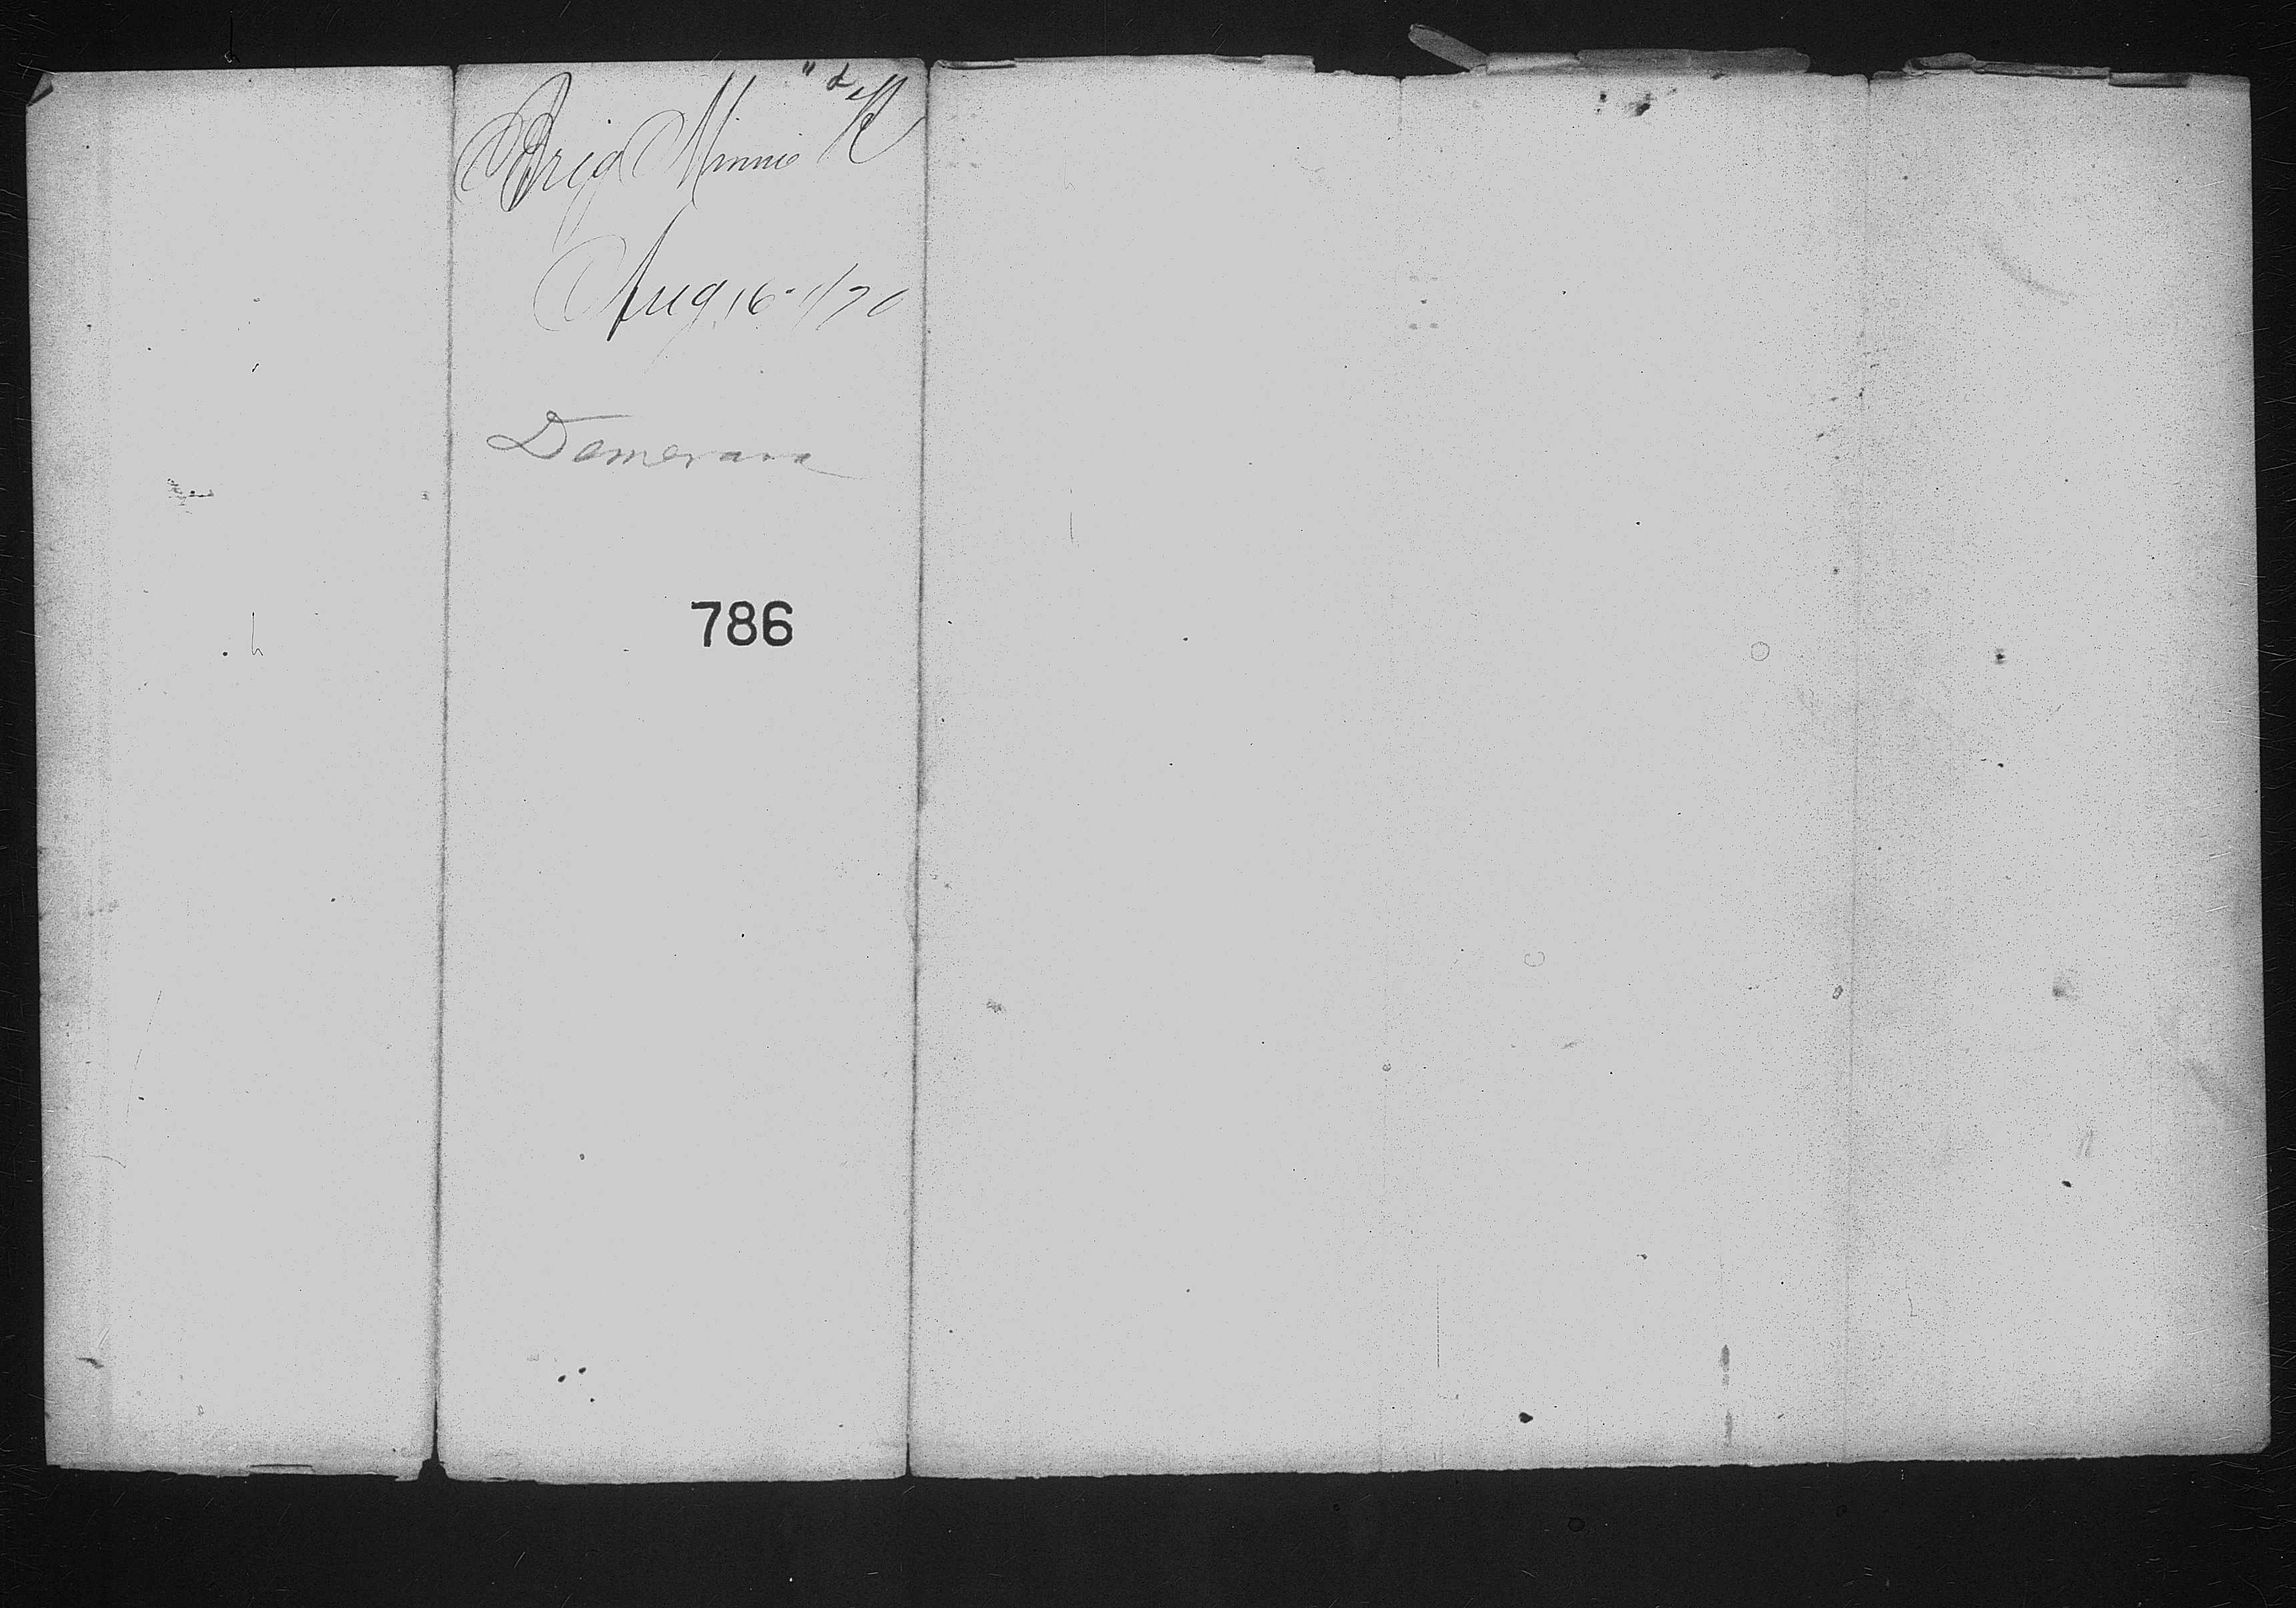 Brig Minnie
Aug 16 - 1/70
Demerara
786